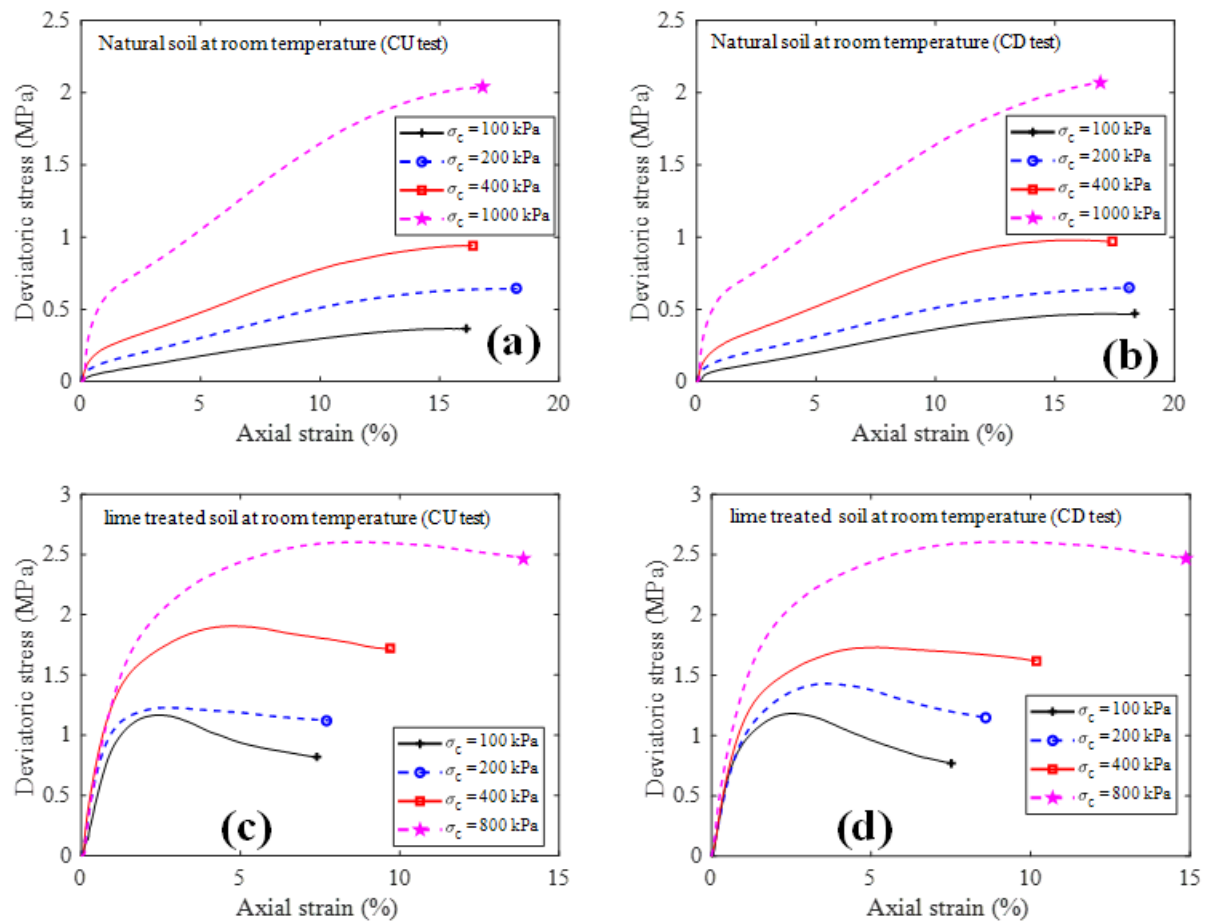 Natural soil at room temperature (CU test)
Deviatoric stress (MPa)
2.5
2
1.5
1
0.5
0
σc = 100 kPa
σc = 200 kPa
σc = 400 kPa
σc = 1000 kPa
(a)
0 5 10 15 20
Axial strain (%)
Natural soil at room temperature (CD test)
Deviatoric stress (MPa)
2.5
2
1.5
1
0.5
0
σc = 100 kPa
σc = 200 kPa
σc = 400 kPa
σc = 1000 kPa
(b)
0 5 10 15 20
Axial strain (%)
lime treated soil at room temperature (CU test)
Deviatoric stress (MPa)
3
2.5
2
1.5
1
0.5
0
σc = 100 kPa
σc = 200 kPa
σc = 400 kPa
σc = 800 kPa
(c)
0 5 10 15
Axial strain (%)
lime treated soil at room temperature (CD test)
Deviatoric stress (MPa)
3
2.5
2
1.5
1
0.5
0
σc = 100 kPa
σc = 200 kPa
σc = 400 kPa
σc = 800 kPa
(d)
0 5 10 15
Axial strain (%)